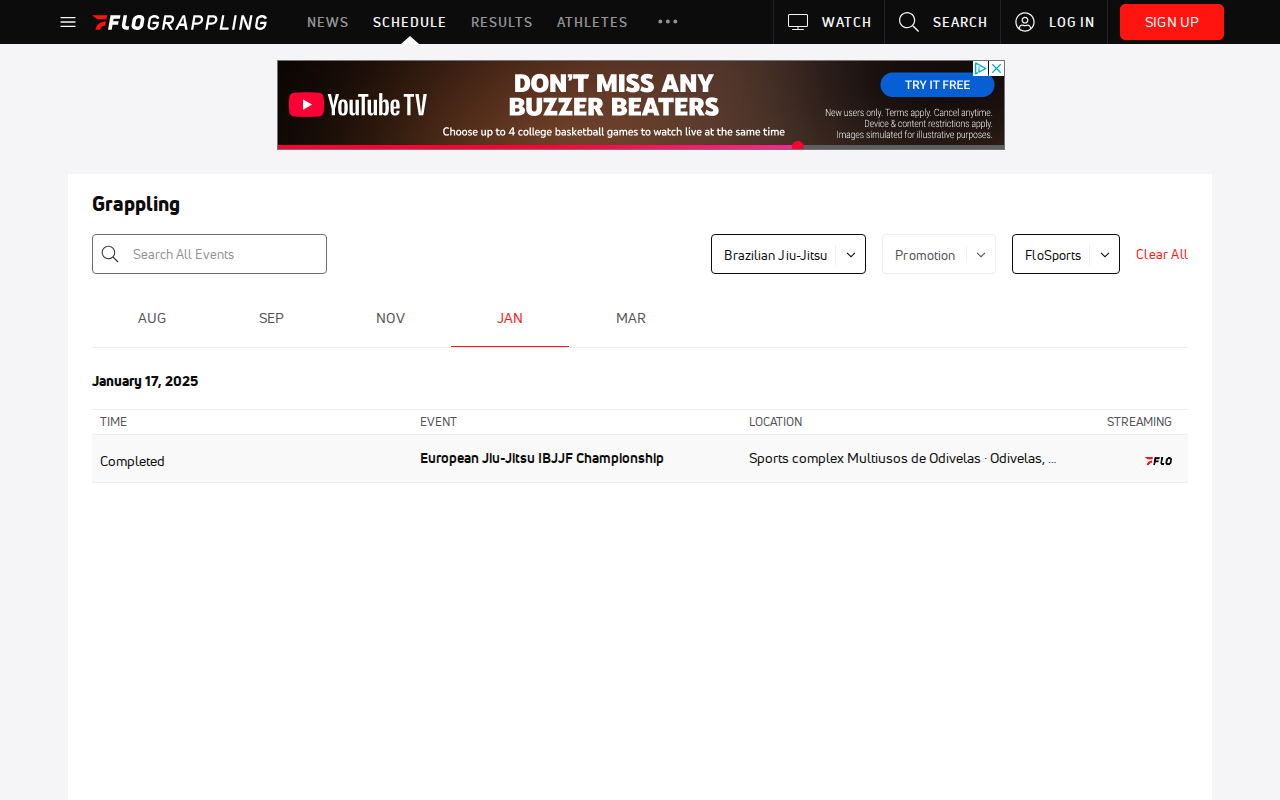 FLOGRAPPLING NEWS SCHEDULE RESULTS ATHLETES WATCH SEARCH LOG IN SIGN UP
YouTube TV
DON'T MISS ANY
BUZZER BEATERS
Choose up to 4 college basketball games to watch live at the same time
TRY IT FREE
New users only. Terms apply. Cancel anytime.
Device & content restrictions apply.
Images simulated for illustrative purposes.
Grappling
Search All Events Brazilian Jiu-Jitsu Promotion FloSports Clear All
AUG SEP NOV JAN MAR
January 17, 2025
TIME EVENT LOCATION STREAMING
Completed European Jiu-Jitsu IBJJF Championship Sports complex Multiusos de Odivelas · Odivelas, ... FLO